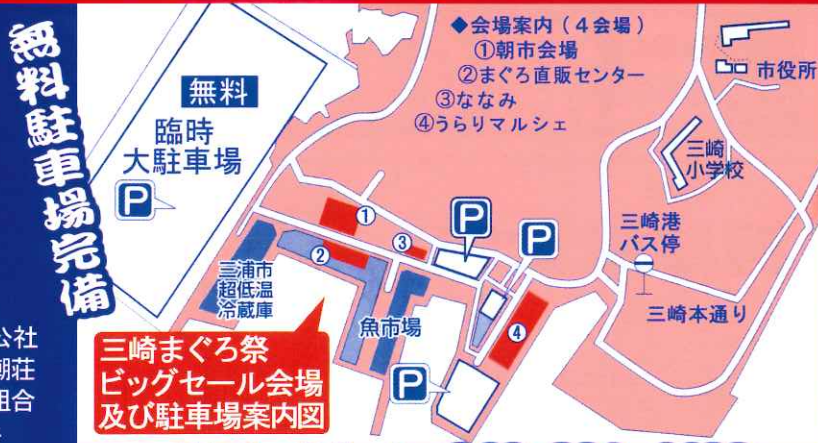 無料駐車場完備
◆会場案内（4会場）
①朝市会場
②まぐろ直販センター
③ななみ
④うらりマルシェ
市役所
無料
臨時
大駐車場
P
三崎
小学校
①
P
P
三崎港
バス停
②
③
三浦市
超低温
冷蔵庫
魚市場
④
三崎本通り
P
三崎まぐろ祭
ビッグセール会場
及び駐車場案内図
公社
朝荘
組合